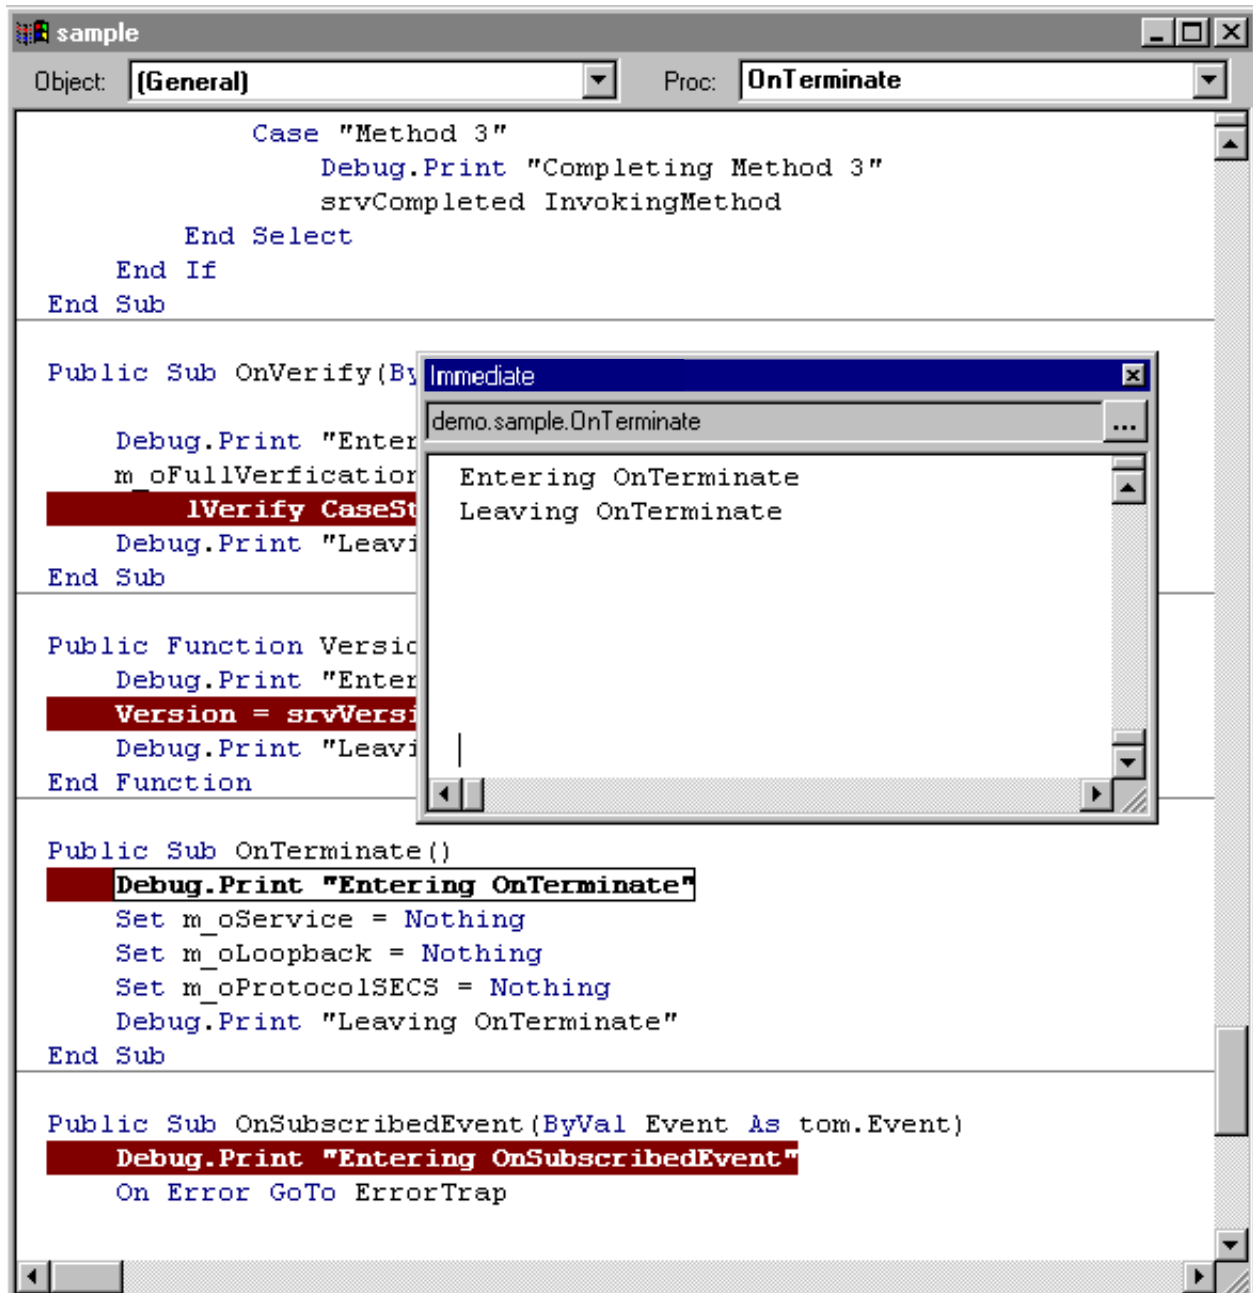 sample
Object: (General) Proc: OnTerminate
Case "Method 3"
Debug.Print "Completing Method 3"
srvCompleted InvokingMethod
End Select
End If
End Sub
Public Sub OnVerify(By
Debug.Print "Enter
m_oFullVerfication
lVerify CaseSt
Debug.Print "Leavi
End Sub
Public Function Versio
Debug.Print "Enter
Version = srvVersi
Debug.Print "Leavi
End Function
Immediate
demo.sample.OnTerminate ...
Entering OnTerminate
Leaving OnTerminate
Public Sub OnTerminate()
Debug.Print "Entering OnTerminate"
Set m_oService = Nothing
Set m_oLoopback = Nothing
Set m_oProtocolSECS = Nothing
Debug.Print "Leaving OnTerminate"
End Sub
Public Sub OnSubscribedEvent(ByVal Event As tom.Event)
Debug.Print "Entering OnSubscribedEvent"
On Error GoTo ErrorTrap